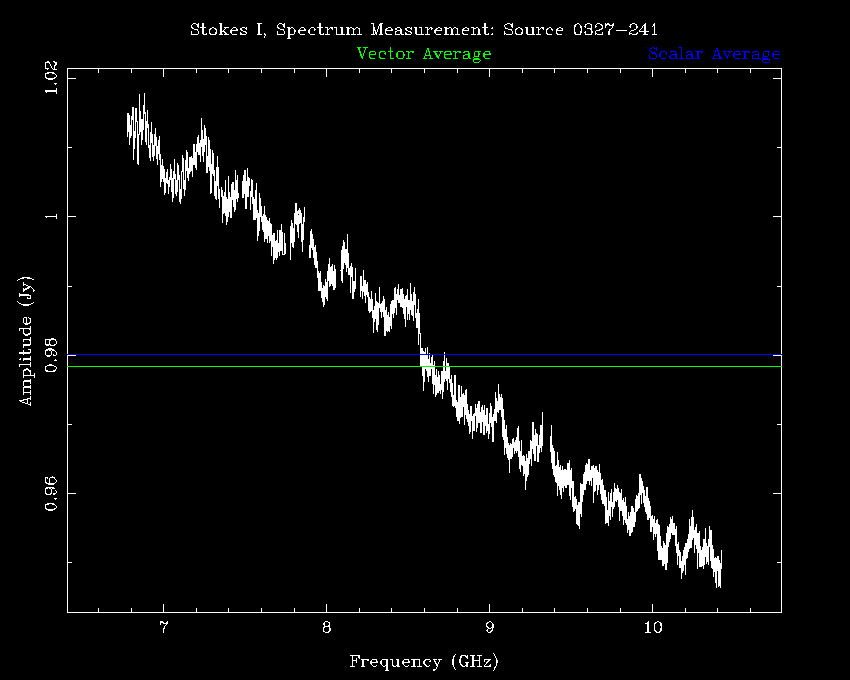 Stokes I, Spectrum Measurement: Source 0327−241
Vector Average
Scalar Average
1.02
1
0.98
0.96
Amplitude (Jy)
7
8
9
10
Frequency (GHz)